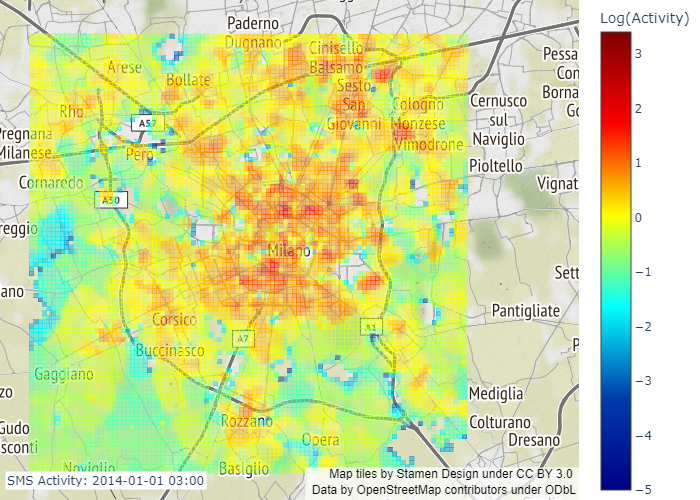 Log(Activity)
3
2
1
0
−1
−2
−3
−4
−5
Paderno
Dugnano
Cinisello
Balsamo
Pessa
Con
Borna
Go
Arese
Bollate
Sesto
San
Giovanni
Cologno
Monzese
Cernusco
sul
Naviglio
Rho
A52
Pregnana
Milanese
Pero
Vimodrone
Pioltello
Cornaredo
A50
Vignat
reggio
Milano
Sett
ano
Pantigliate
Corsico
A7
A1
Buccinasco
P
Gaggiano
zo
Mediglia
Rozzano
Colturano
Gudo
sconti
Opera
Dresano
Noviglio
Basiglio
SMS Activity: 2014-01-01 03:00
Map tiles by Stamen Design under CC BY 3.0
Data by OpenStreetMap contributors under ODbL